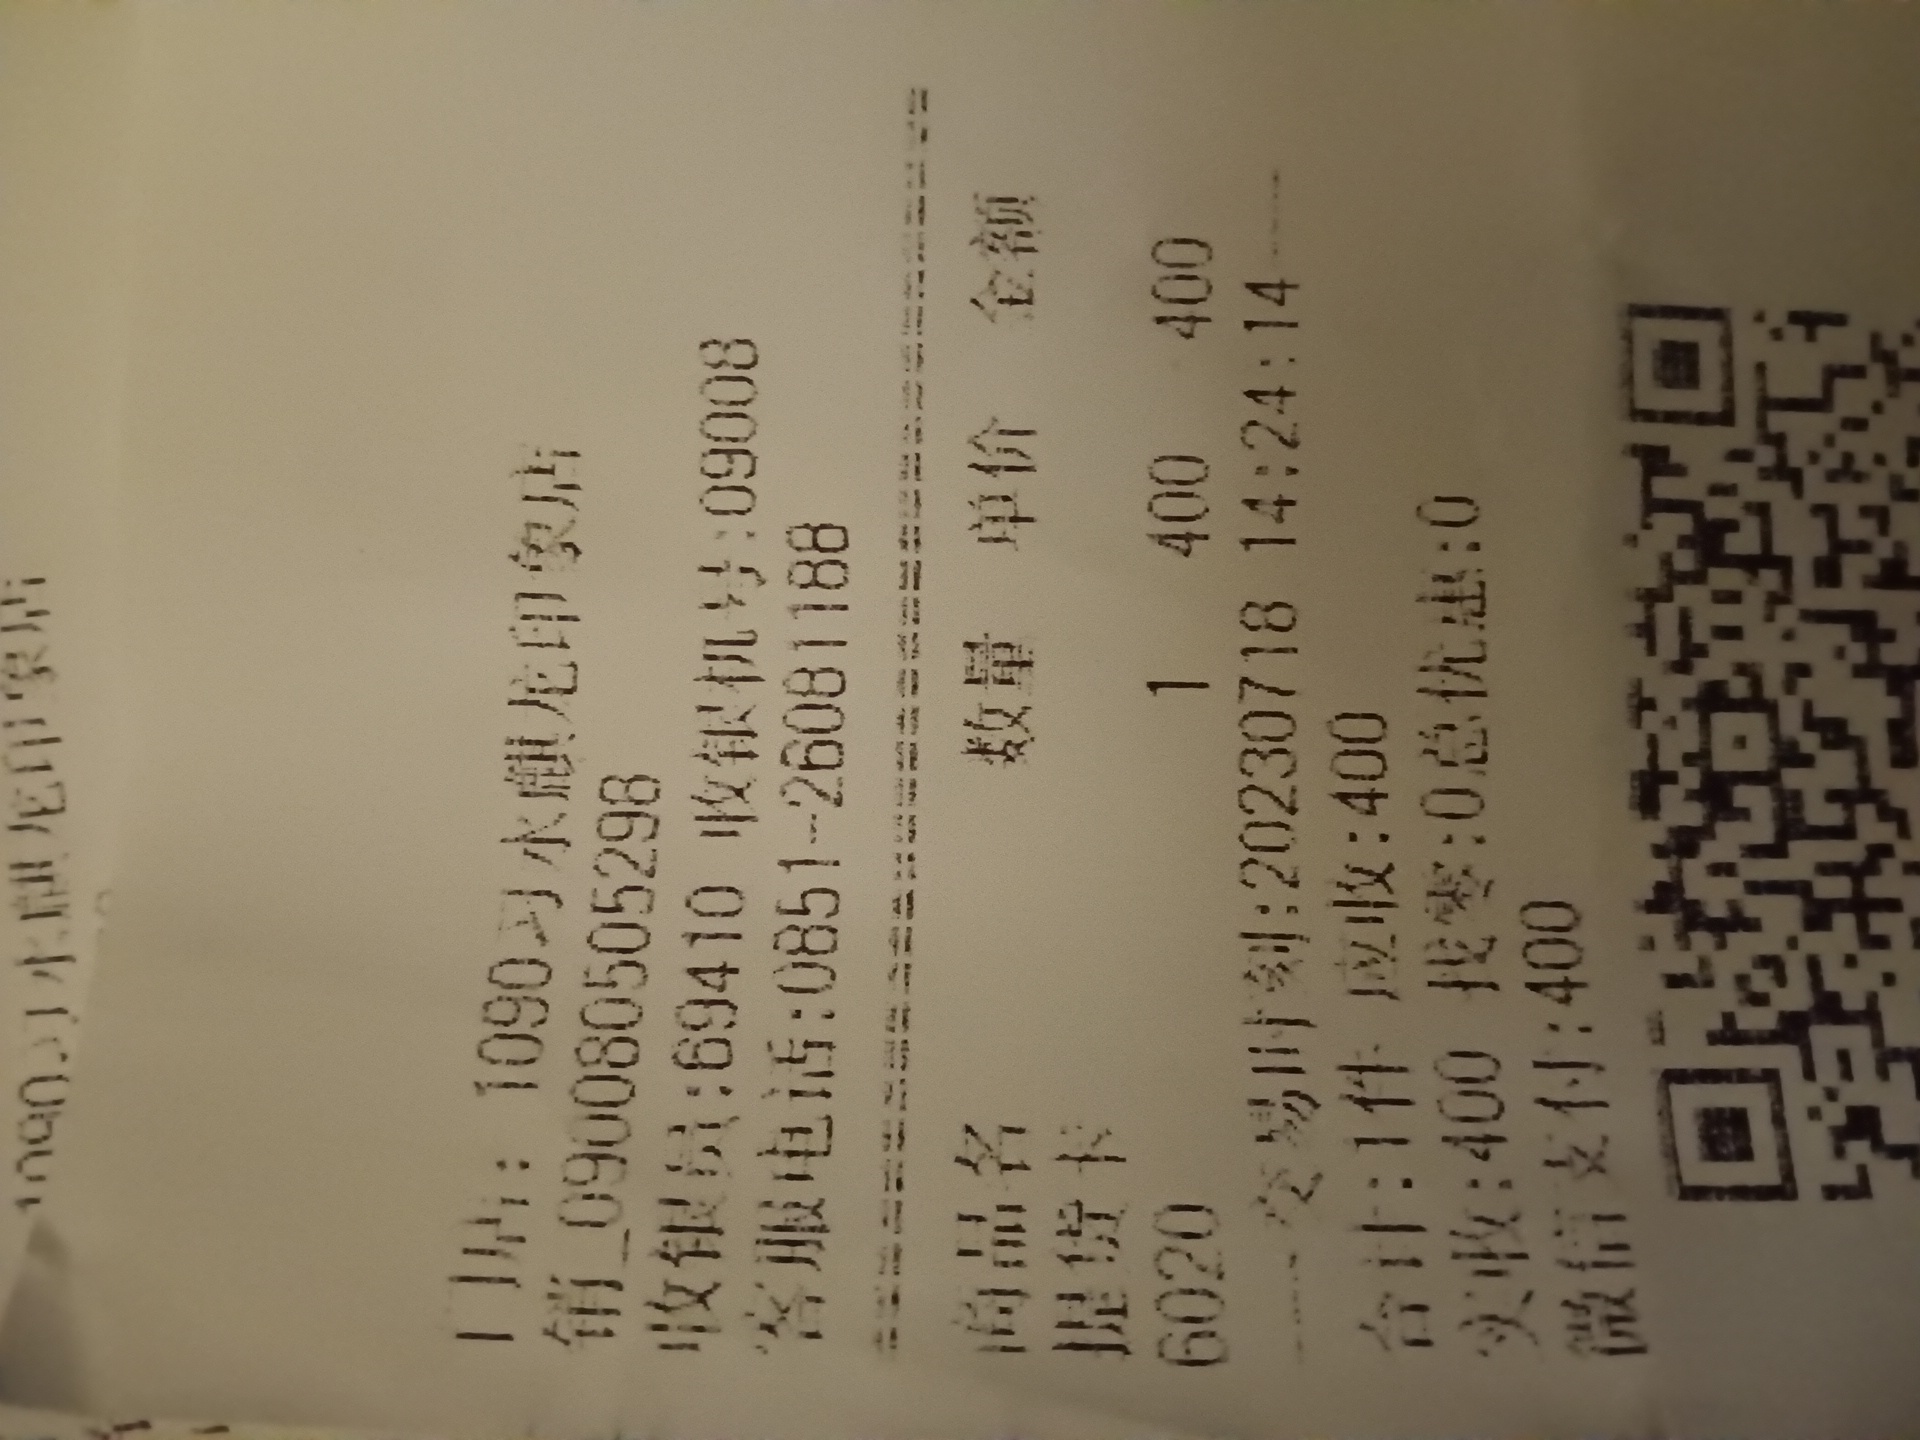 1090习水麒龙印象店
门店: 1090习水麒龙印象店
销_090080505298
收银员:69410 收银机号:09008
客服电话:0851-26081188
商品名 数量 单价 金额
提货卡
6020 1 400 400
交易时刻:20230718 14:24:14
合计:1件 应收:400
实收:400 找零:0总优惠:0
微信支付:400